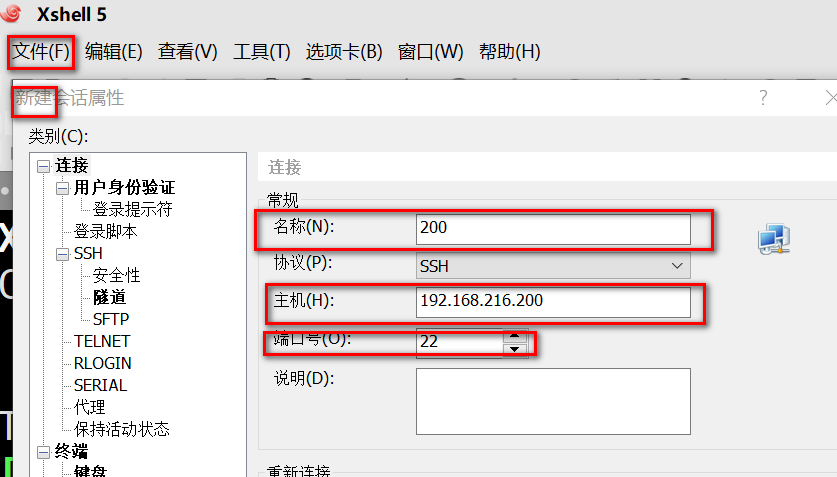 Xshell 5
文件(F) 编辑(E) 查看(V) 工具(T) 选项卡(B) 窗口(W) 帮助(H)
新建会话属性 ?
类别(C):
连接
用户身份验证
登录提示符
登录脚本
SSH
安全性
隧道
SFTP
TELNET
RLOGIN
SERIAL
代理
保持活动状态
终端
键盘
连接
常规
名称(N): 200
协议(P): SSH
主机(H): 192.168.216.200
端口号(O): 22
说明(D):
重新连接